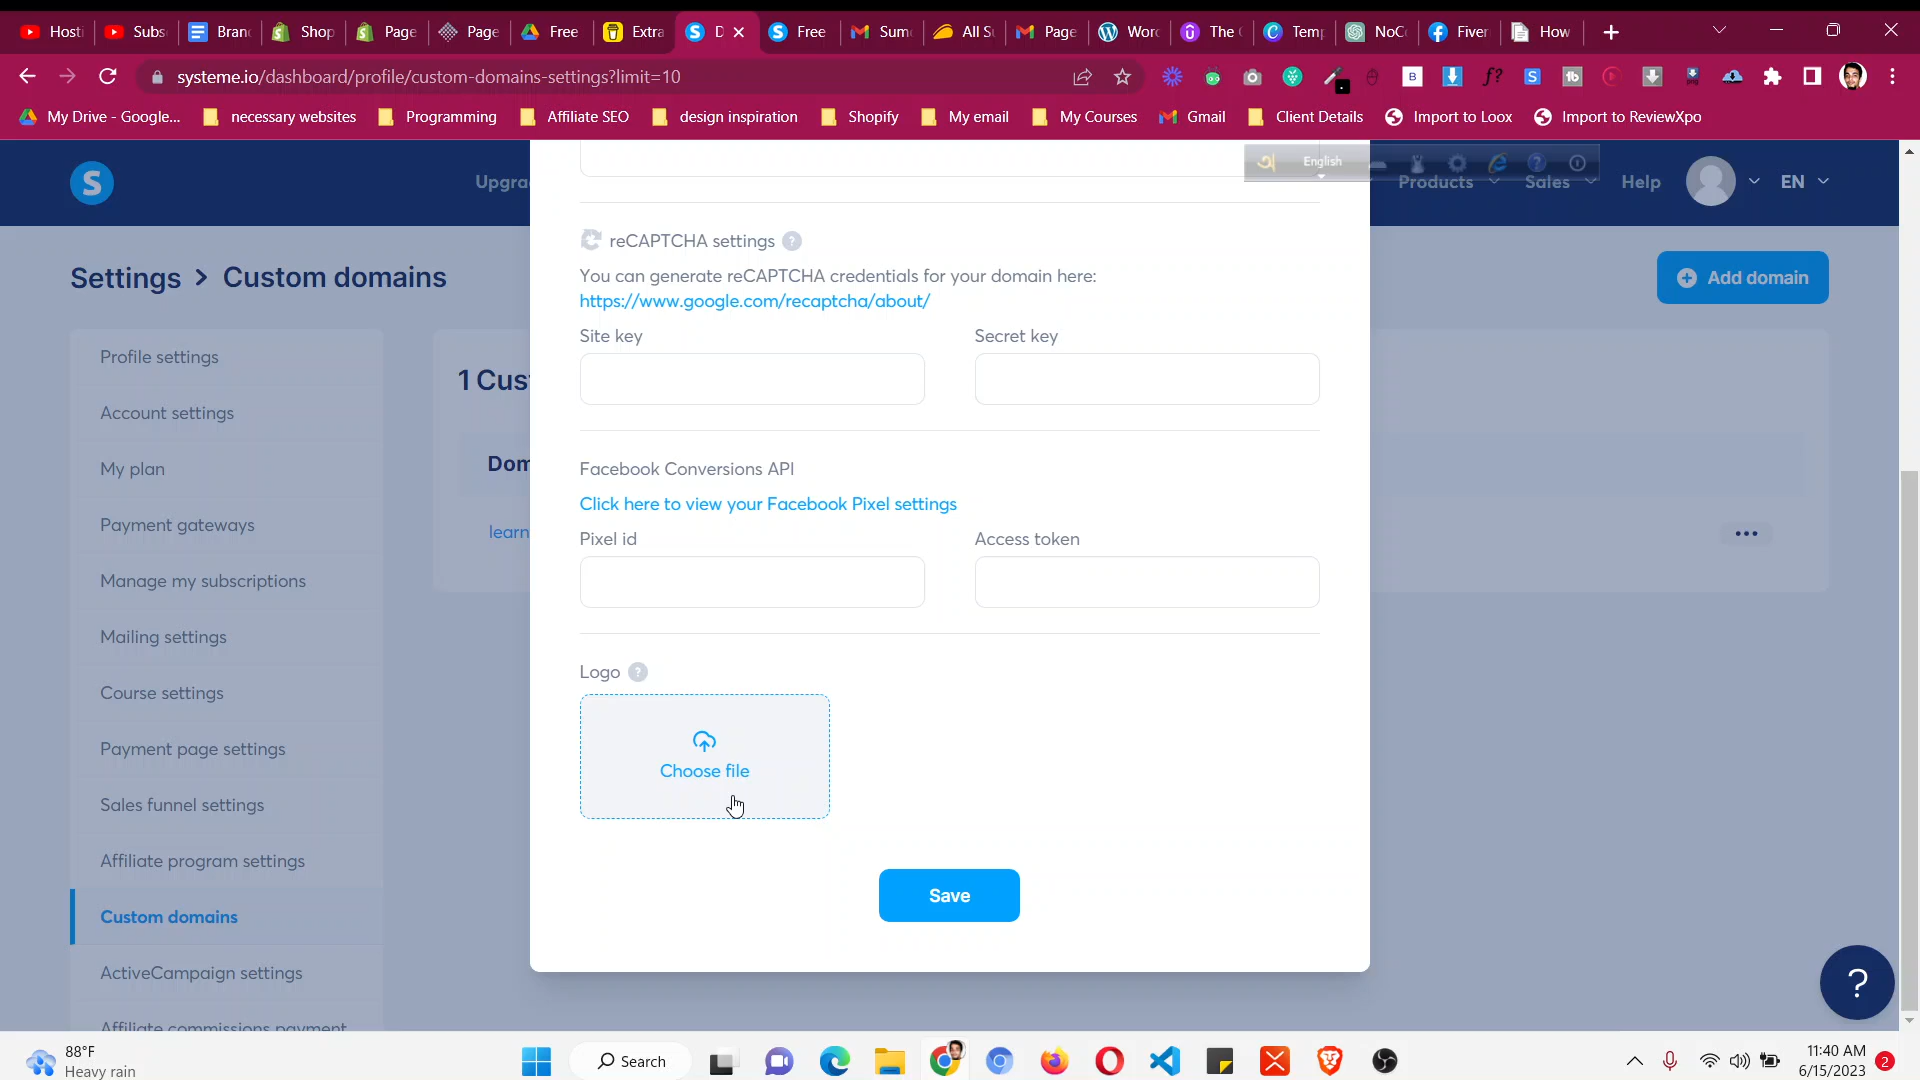 Hosti
Subs
Bran
Shop
Page
Page
Free
Extra
D
Free
Sum
All S
Page
Wor
The
Temp
NoC
Fiver
How
systeme.io/dashboard/profile/custom-domains-settings?limit=10
My Drive - Google...
necessary websites
Programming
Affiliate SEO
design inspiration
Shopify
My email
My Courses
Gmail
Client Details
Import to Loox
Import to ReviewXpo
S
Upgra
English
Products
Sales
Help
EN
Settings > Custom domains
Add domain
Profile settings
Account settings
My plan
Payment gateways
Manage my subscriptions
Mailing settings
Course settings
Payment page settings
Sales funnel settings
Affiliate program settings
Custom domains
ActiveCampaign settings
Affiliate commissions payment
1 Cus
Dom
learn
reCAPTCHA settings ?
You can generate reCAPTCHA credentials for your domain here:
https://www.google.com/recaptcha/about/
Site key
Secret key
Facebook Conversions API
Click here to view your Facebook Pixel settings
Pixel id
Access token
Logo ?
Choose file
Save
?
88°F
Heavy rain
Search
11:40 AM
6/15/2023
2